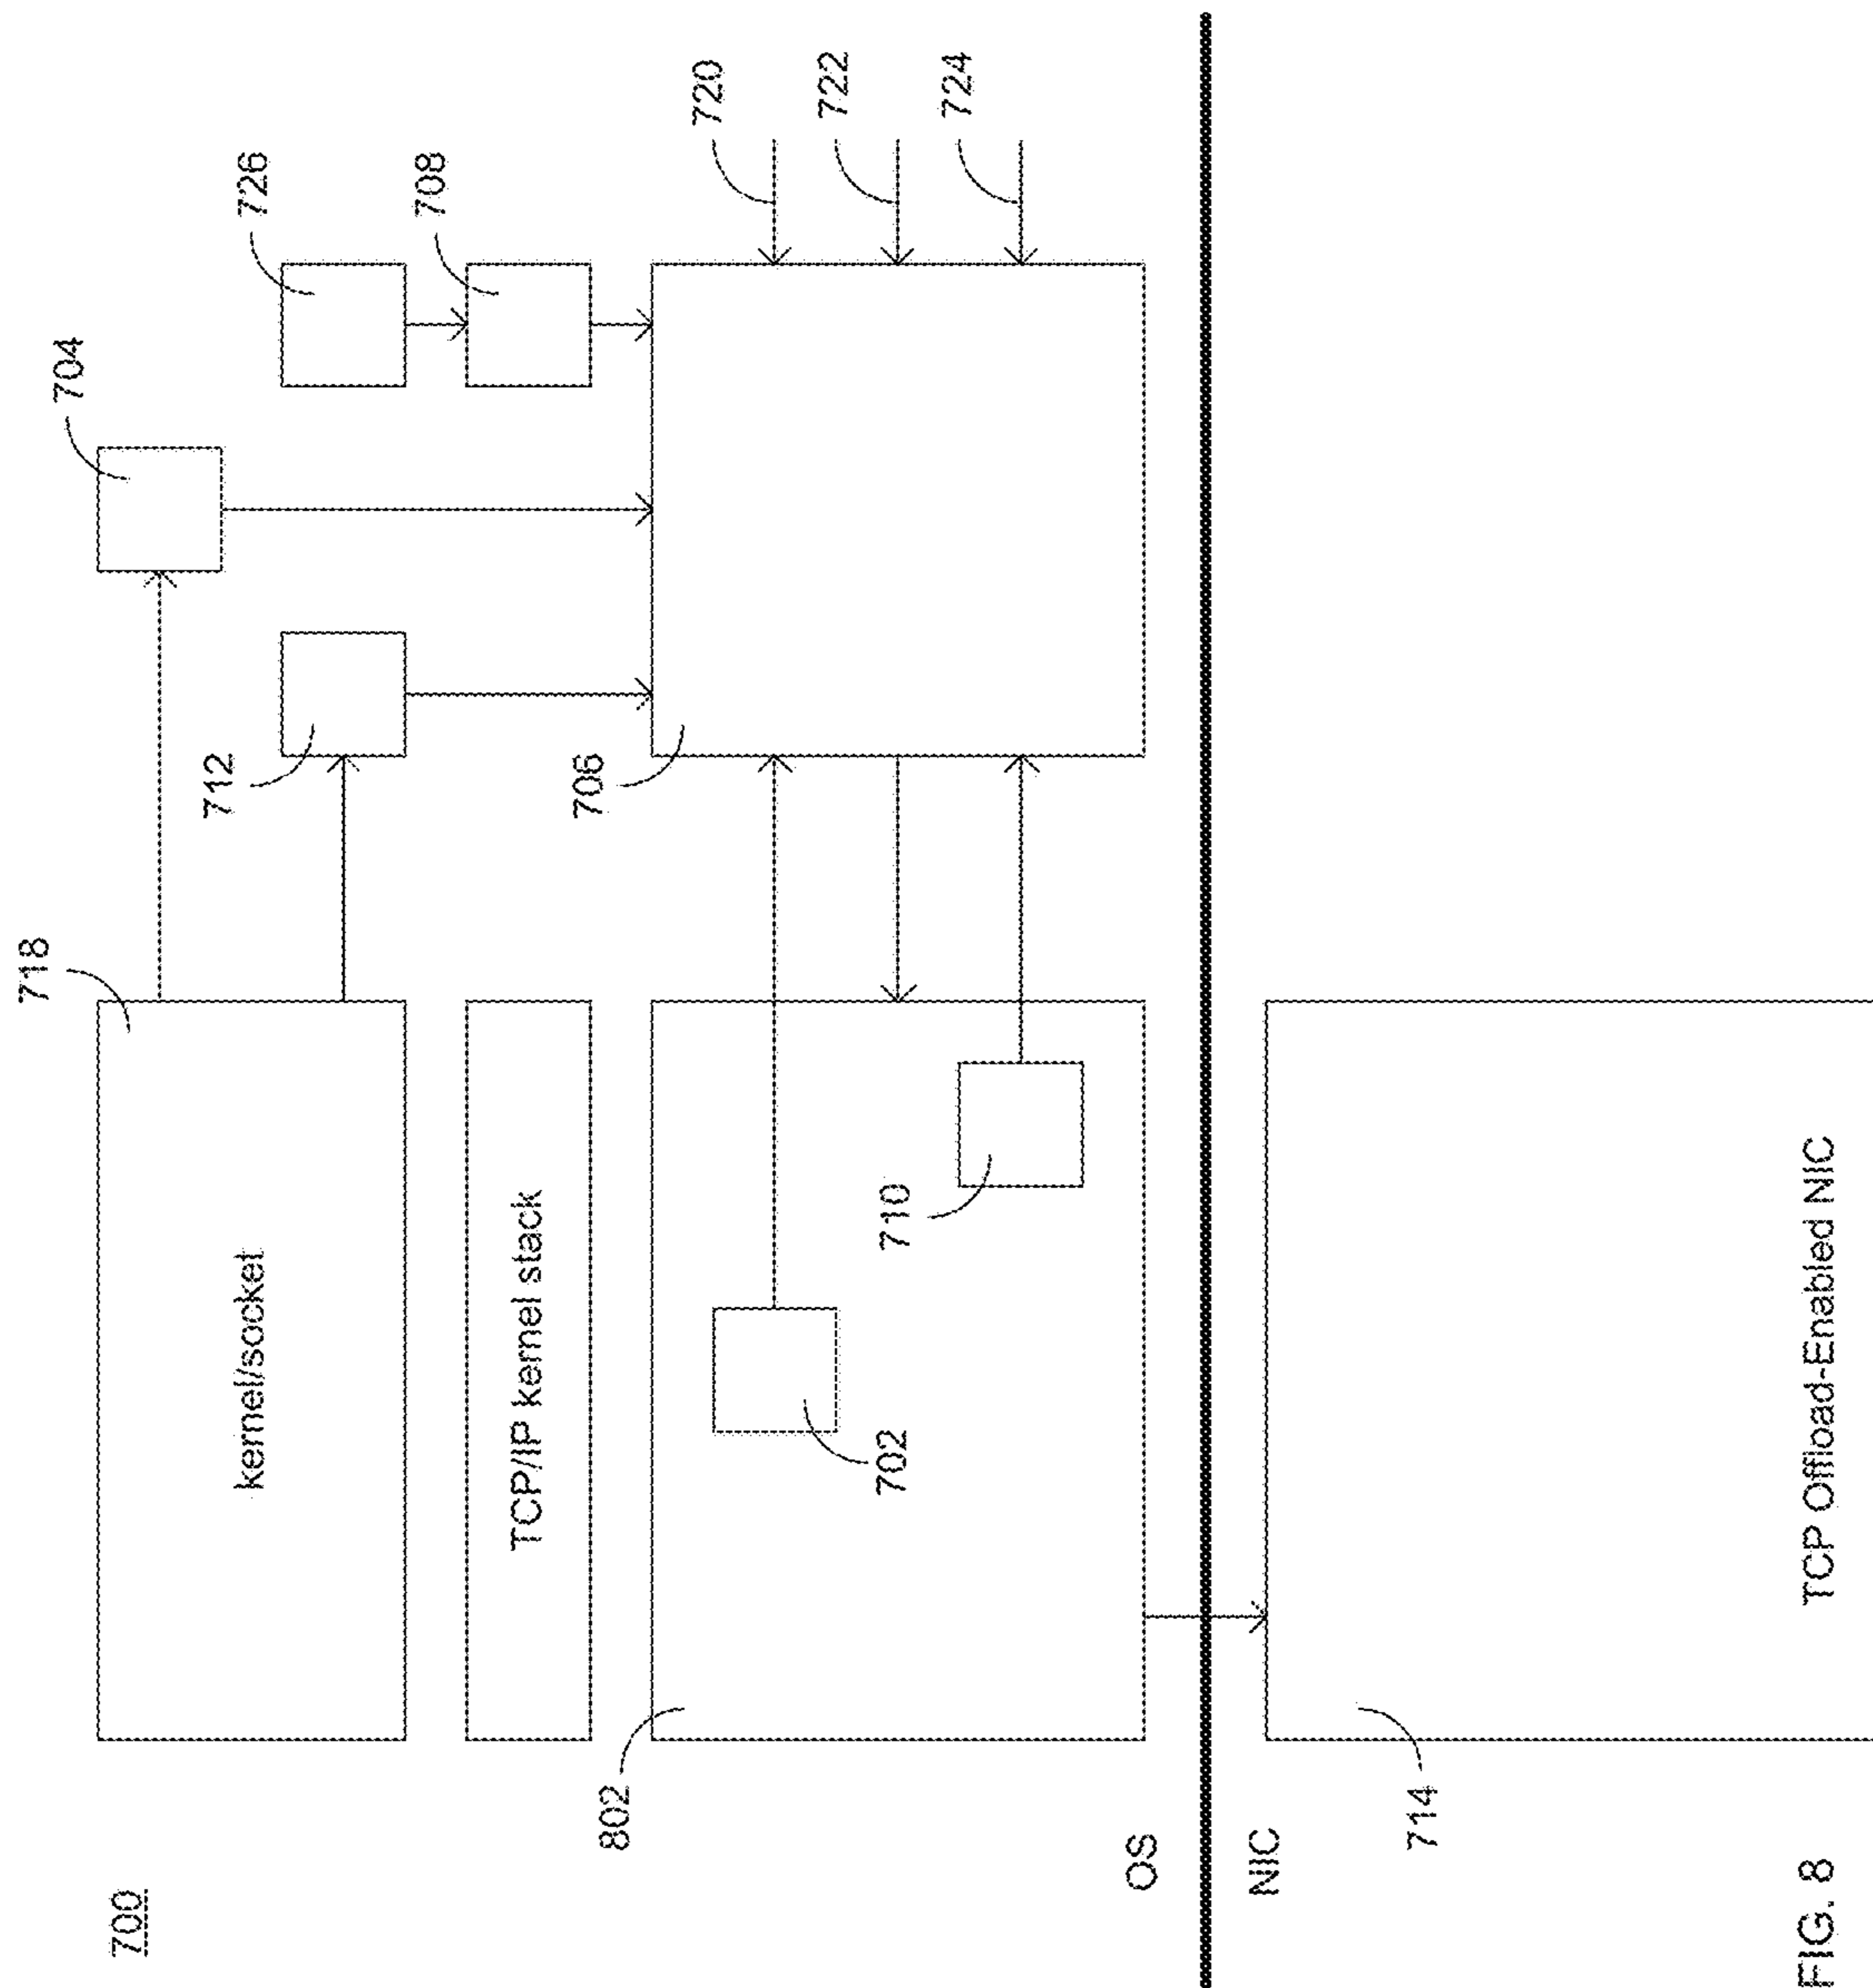 700
718
kernel/socket
704
726
712
708
TCP/IP kernel stack
720
722
724
706
802
702
710
OS
NIC
714
TCP Offload-Enabled NIC
FIG. 8